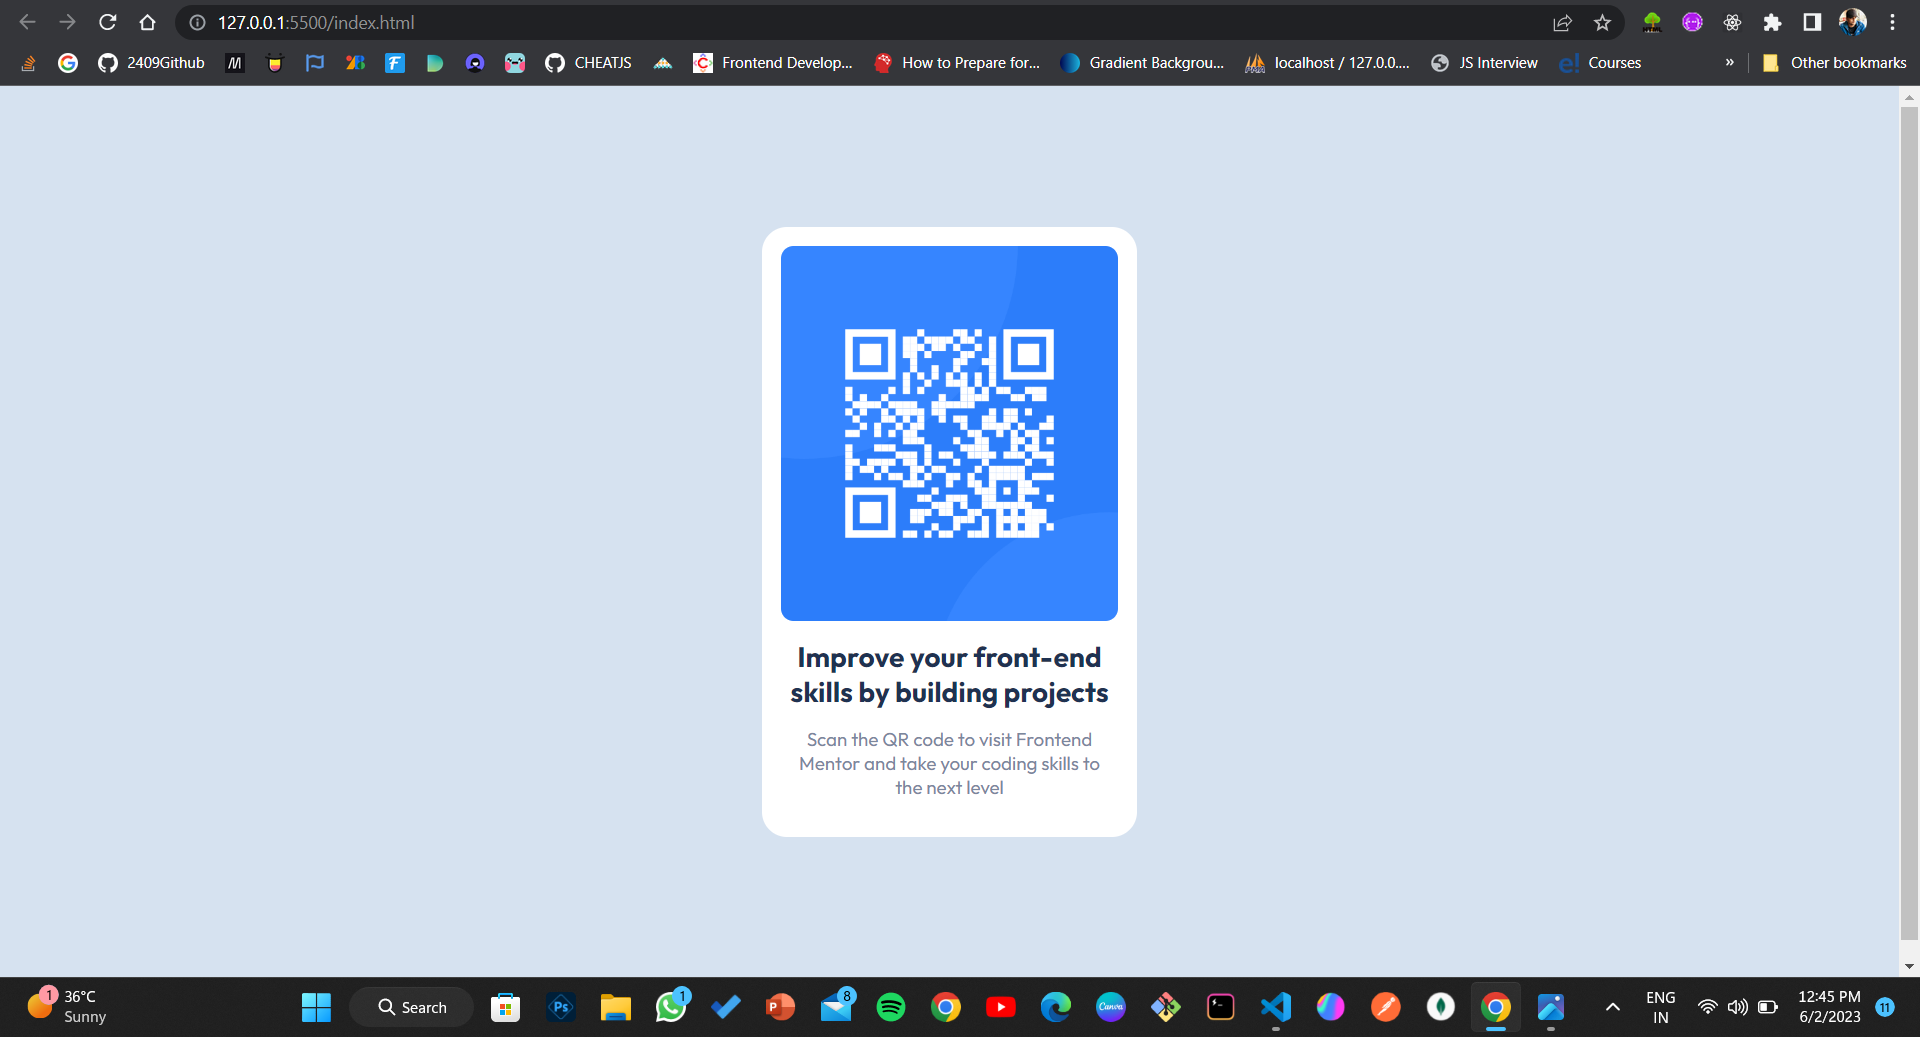 127.0.0.1:5500/index.html
2409Github
CHEATJS
Frontend Develop...
How to Prepare for...
Gradient Backgrou...
localhost / 127.0.0....
JS Interview
e!
Courses
»
Other bookmarks
Improve your front-end
skills by building projects
Scan the QR code to visit Frontend
Mentor and take your coding skills to
the next level
1
36°C
Sunny
Search
Ps
1
P
8
Canva
ENG
IN
12:45 PM
6/2/2023
11